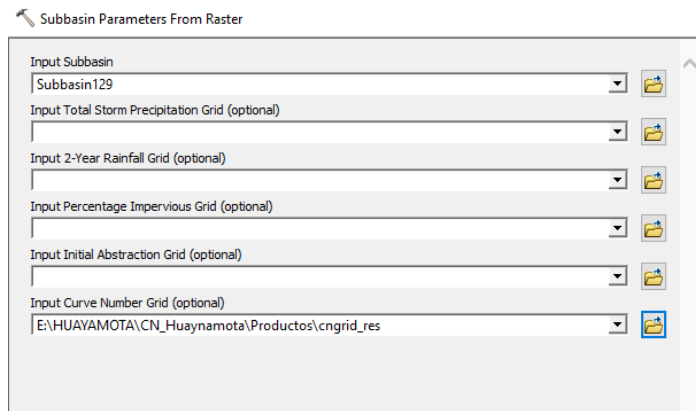 Subbasin Parameters From Raster
Input Subbasin
Subbasin129
Input Total Storm Precipitation Grid (optional)
Input 2-Year Rainfall Grid (optional)
Input Percentage Impervious Grid (optional)
Input Initial Abstraction Grid (optional)
Input Curve Number Grid (optional)
E:\HUAYAMOTA\CN_Huaynamota\Productos\cngrid_res